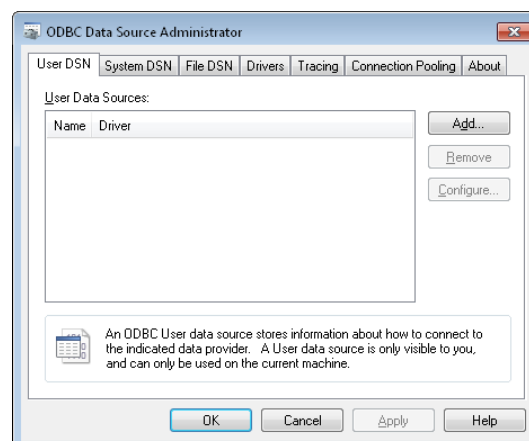 ODBC Data Source Administrator
User DSN System DSN File DSN Drivers Tracing Connection Pooling About
User Data Sources:
Name Driver
Add...
Remove
Configure...
An ODBC User data source stores information about how to connect to
the indicated data provider. A User data source is only visible to you,
and can only be used on the current machine.
OK Cancel Apply Help